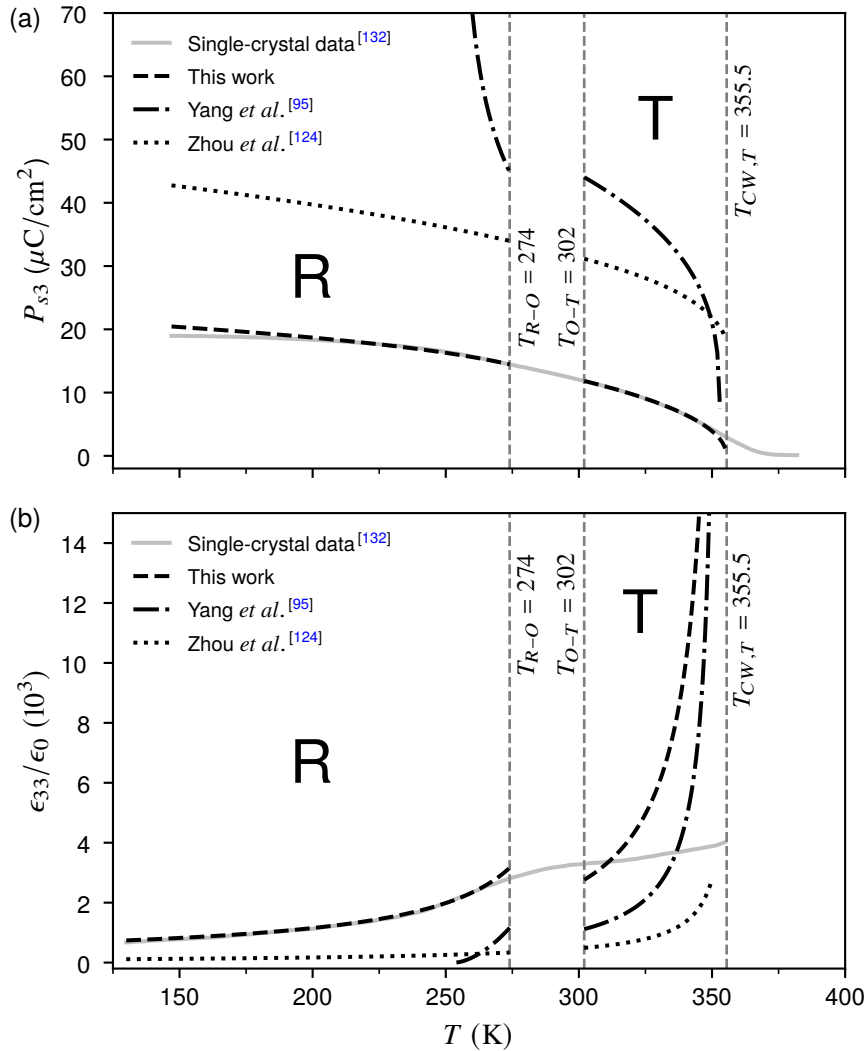 (a)
70
60
50
40
30
20
10
0
P_{s3} (μC/cm²)
Single-crystal data[132]
This work
Yang et al.[95]
Zhou et al.[124]
R
T
T_{R−O} = 274
T_{O−T} = 302
T_{CW,T} = 355.5
(b)
14
12
10
8
6
4
2
0
ϵ₃₃/ϵ₀ (10³)
Single-crystal data[132]
This work
Yang et al.[95]
Zhou et al.[124]
R
T
T_{R−O} = 274
T_{O−T} = 302
T_{CW,T} = 355.5
150 200 250 300 350 400
T (K)